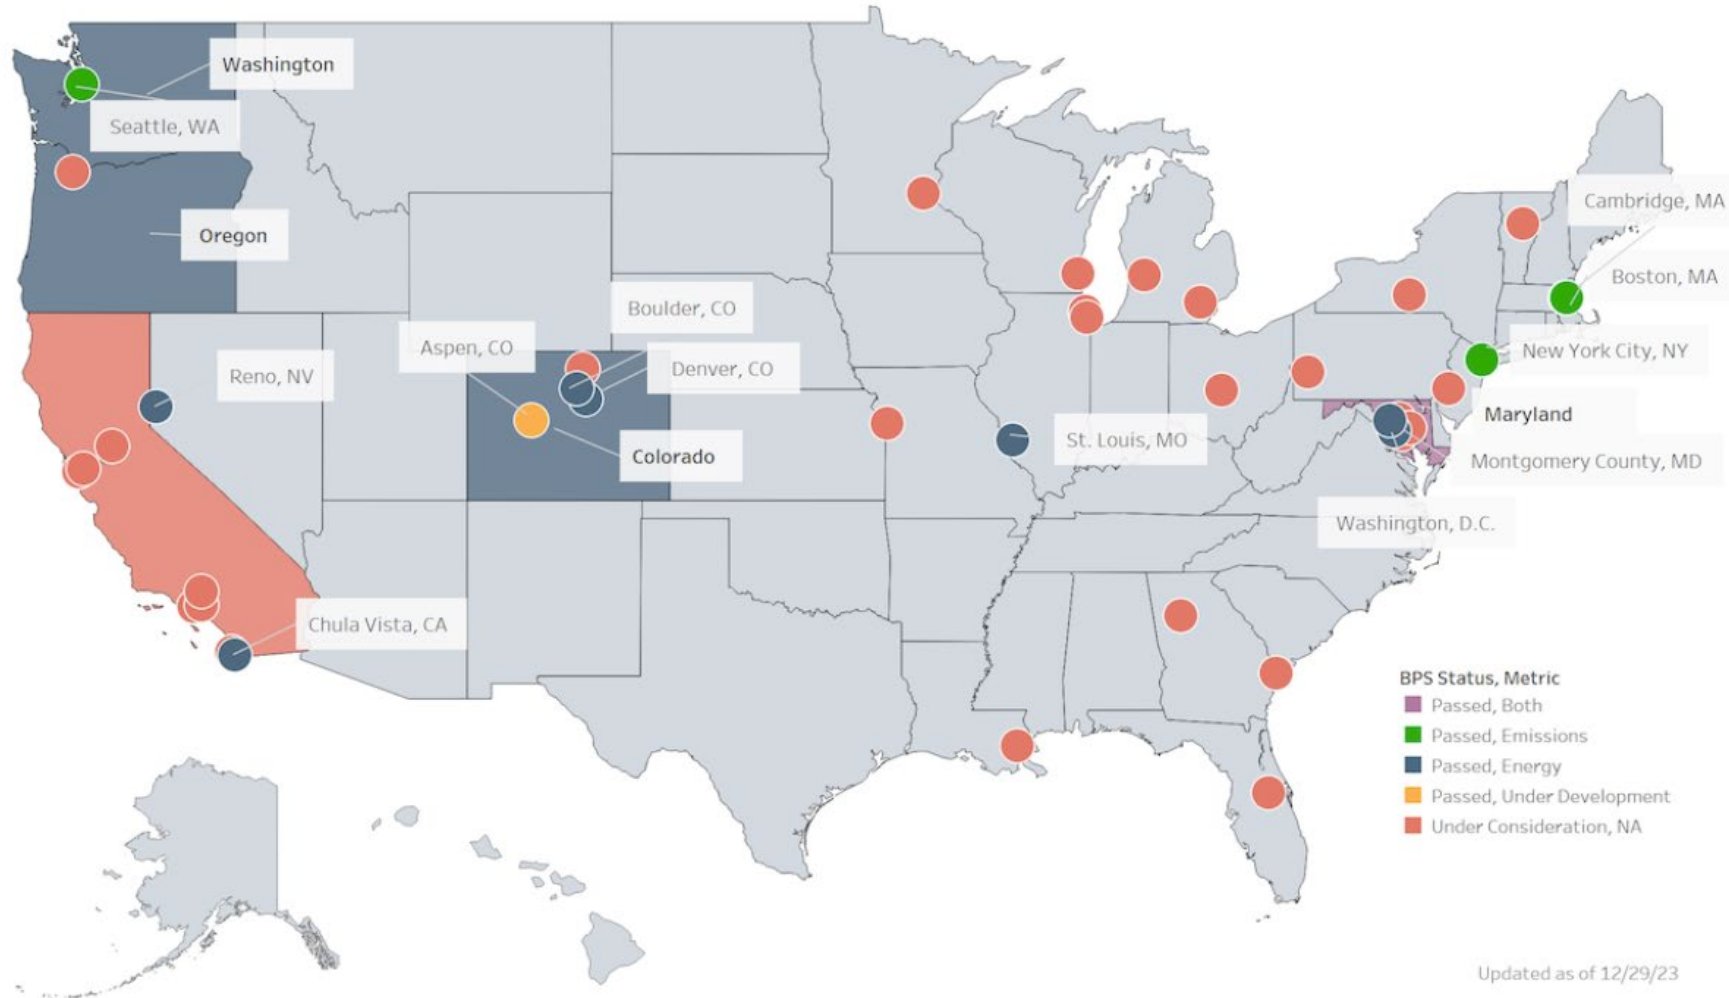 Washington
Seattle, WA
Oregon
Cambridge, MA
Boston, MA
Boulder, CO
Aspen, CO
Denver, CO
Reno, NV
New York City, NY
Maryland
St. Louis, MO
Colorado
Montgomery County, MD
Washington, D.C.
Chula Vista, CA
BPS Status, Metric
Passed, Both
Passed, Emissions
Passed, Energy
Passed, Under Development
Under Consideration, NA
Updated as of 12/29/23